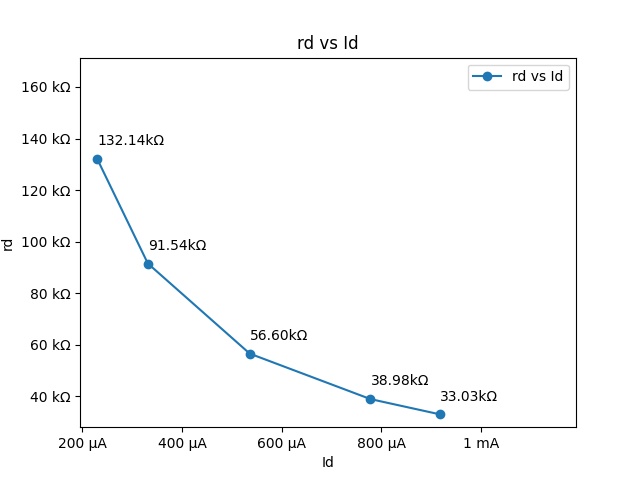 rd vs Id
rd vs Id
160 kΩ
140 kΩ
120 kΩ
100 kΩ
80 kΩ
60 kΩ
40 kΩ
rd
132.14kΩ
91.54kΩ
56.60kΩ
38.98kΩ
33.03kΩ
200 µA
400 µA
600 µA
800 µA
1 mA
Id